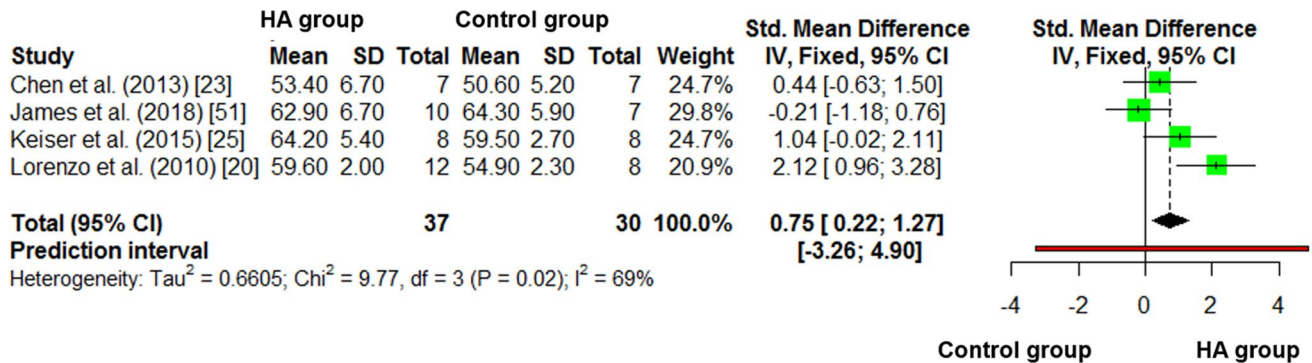 HA group Control group Std. Mean Difference Std. Mean Difference
Study Mean SD Total Mean SD Total Weight IV, Fixed, 95% CI IV, Fixed, 95% CI
Chen et al. (2013) [23] 53.40 6.70 7 50.60 5.20 7 24.7% 0.44 [-0.63; 1.50]
James et al. (2018) [51] 62.90 6.70 10 64.30 5.90 7 29.8% -0.21 [-1.18; 0.76]
Keiser et al. (2015) [25] 64.20 5.40 8 59.50 2.70 8 24.7% 1.04 [-0.02; 2.11]
Lorenzo et al. (2010) [20] 59.60 2.00 12 54.90 2.30 8 20.9% 2.12 [ 0.96; 3.28]
Total (95% CI) 37 30 100.0% 0.75 [ 0.22; 1.27]
Prediction interval [-3.26; 4.90]
Heterogeneity: Tau² = 0.6605; Chi² = 9.77, df = 3 (P = 0.02); I² = 69%
-4 -2 0 2 4
Control group HA group